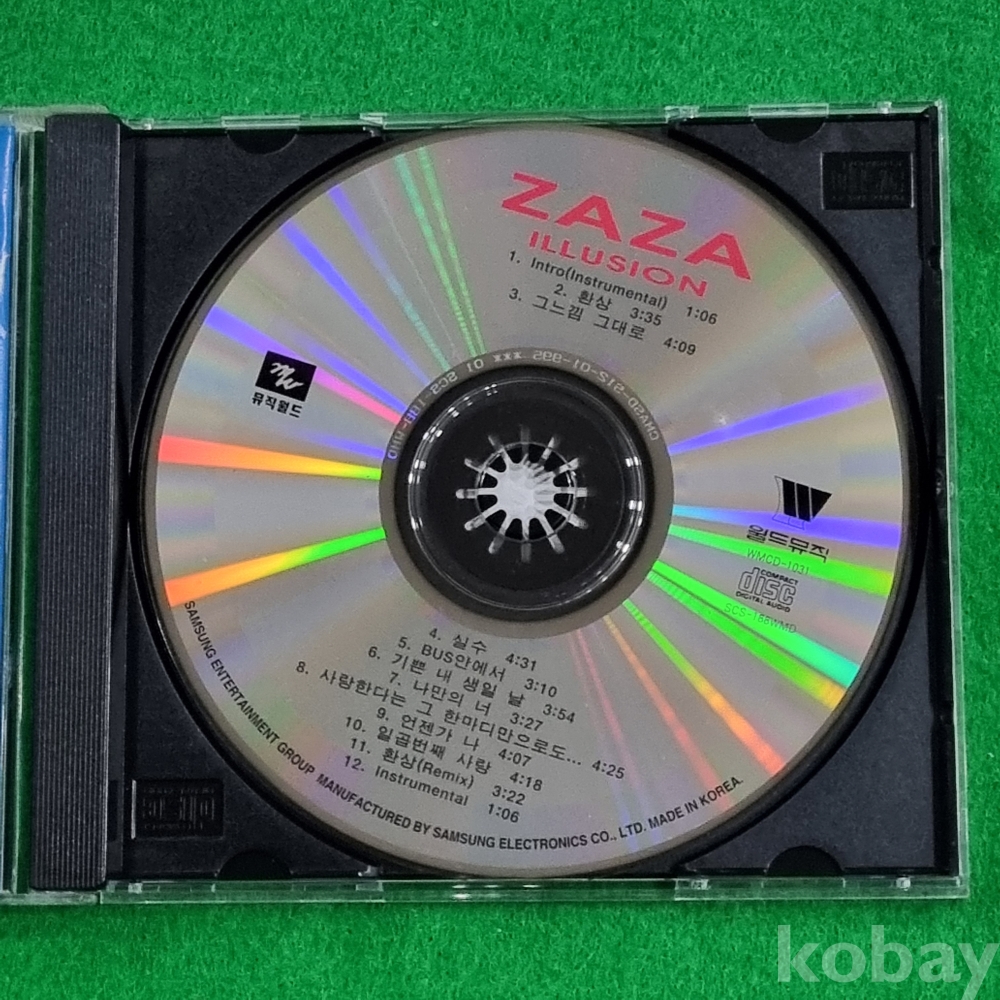 ZAZA
ILLUSION
1. Intro(Instrumental) 1:06
2. 환상 3:35
3. 그느낌 그대로 4:09
뮤직월드
월드뮤직
WMCD-1031
COMPACT
disc
DIGITAL AUDIO
SCS-188WMD
4. 실수 4:31
5. BUS안에서 3:10
6. 기쁜 내 생일 날 3:54
7. 나만의 너 3:27
8. 사랑한다는 그 한마디만으로도... 4:25
9. 언젠가 나 4:07
10. 일곱번째 사랑 4:18
11. 환상(Remix) 3:22
12. Instrumental 1:06
SAMSUNG ENTERTAINMENT GROUP MANUFACTURED BY SAMSUNG ELECTRONICS CO., LTD. MADE IN KOREA.
kobay